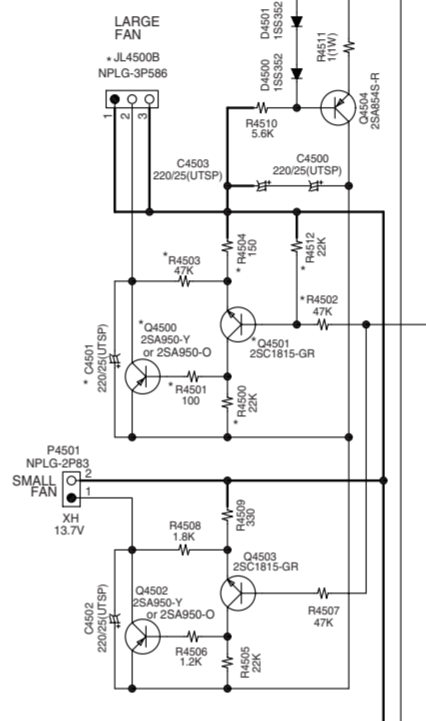 LARGE
FAN
* JL4500B
NPLG-3P586
1
2
3
D4501
1SS352
D4500
1SS352
R4511
1(1W)
Q4504
2SA854S-R
R4510
5.6K
C4503
220/25(UTSP)
C4500
220/25(UTSP)
*
R4503
47K
R4504
150
*
R4512
22K
*
* R4502
47K
*
Q4500
2SA950-Y
or 2SA950-O
* Q4501
2SC1815-GR
* C4501
220/25(UTSP)
* R4501
100
R4500
22K
*
P4501
NPLG-2P83
SMALL
FAN
2
1
XH
13.7V
R4509
330
R4508
1.8K
Q4503
2SC1815-GR
Q4502
2SA950-Y
or 2SA950-O
C4502
220/25(UTSP)
R4507
47K
R4506
1.2K
R4505
22K